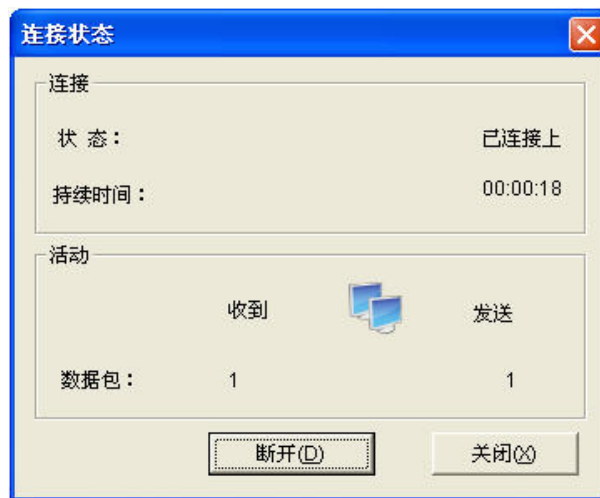 连接状态
连接
状 态： 已连接上
持续时间： 00:00:18
活动
收到 发送
数据包： 1 1
断开(D) 关闭(X)